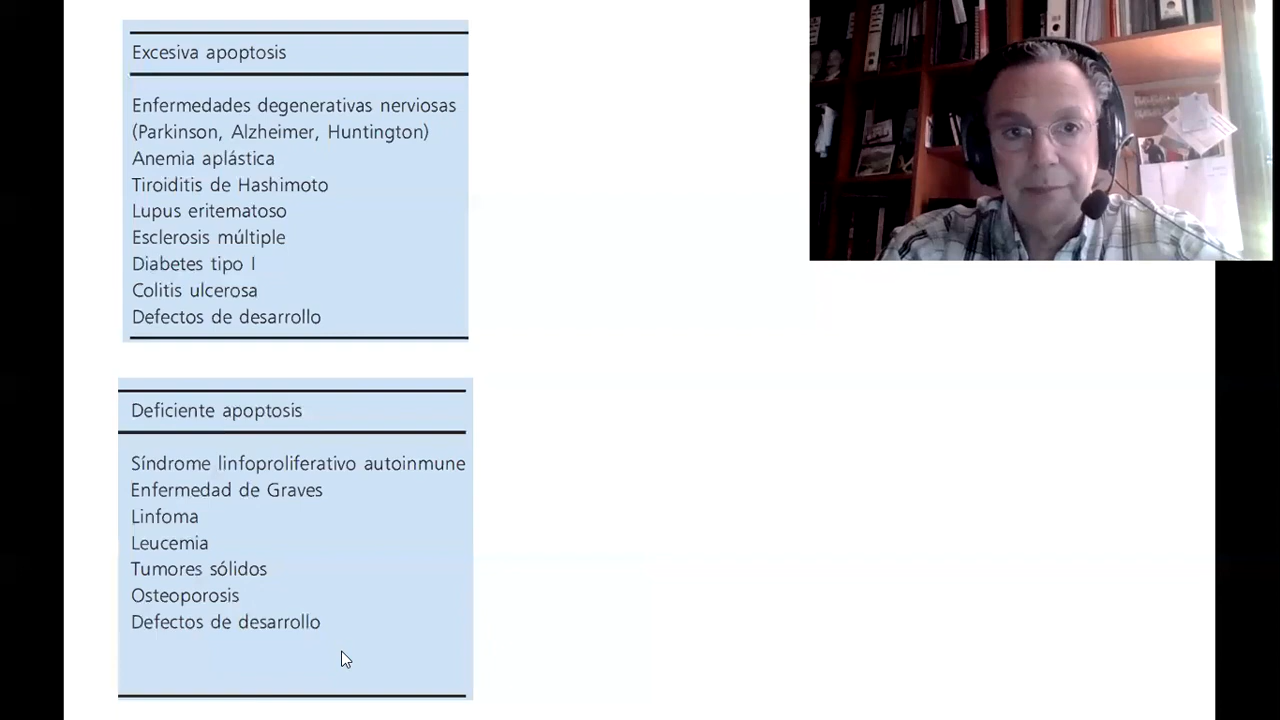 Excesiva apoptosis
Enfermedades degenerativas nerviosas
(Parkinson, Alzheimer, Huntington)
Anemia aplástica
Tiroiditis de Hashimoto
Lupus eritematoso
Esclerosis múltiple
Diabetes tipo I
Colitis ulcerosa
Defectos de desarrollo
Deficiente apoptosis
Síndrome linfoproliferativo autoinmune
Enfermedad de Graves
Linfoma
Leucemia
Tumores sólidos
Osteoporosis
Defectos de desarrollo